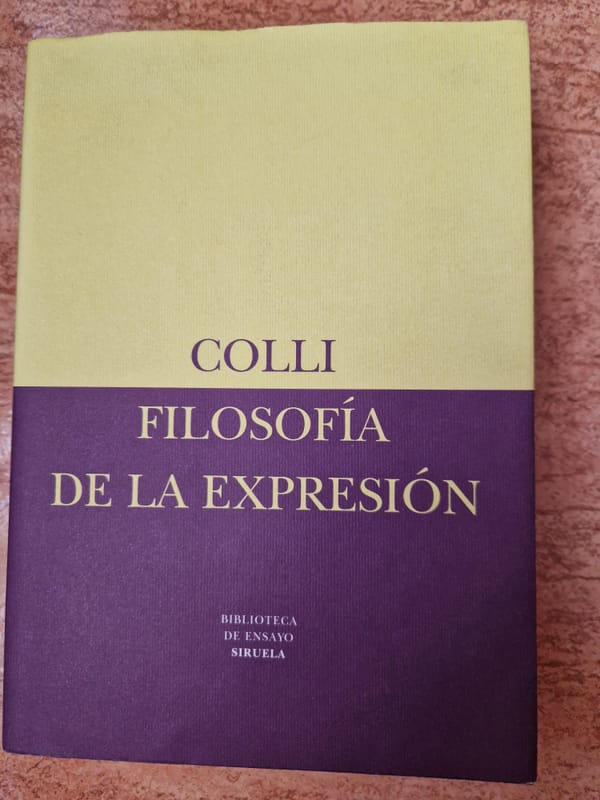 COLLI
FILOSOFÍA
DE LA EXPRESIÓN
BIBLIOTECA
DE ENSAYO
SIRUELA